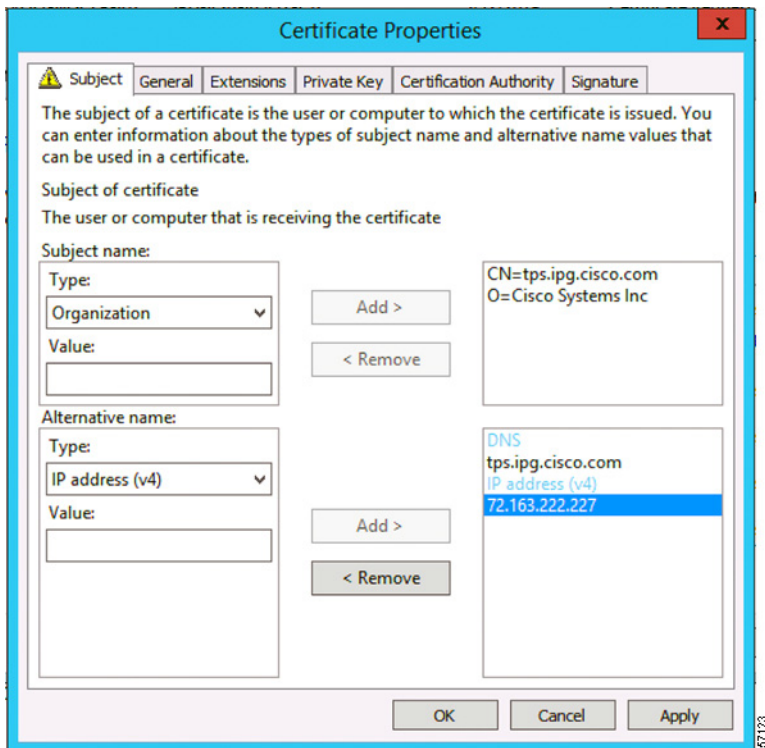 Certificate Properties
x
Subject
General
Extensions
Private Key
Certification Authority
Signature
The subject of a certificate is the user or computer to which the certificate is issued. You
can enter information about the types of subject name and alternative name values that
can be used in a certificate.
Subject of certificate
The user or computer that is receiving the certificate
Subject name:
Type:
Organization
Value:
Add >
< Remove
CN=tps.ipg.cisco.com
O=Cisco Systems Inc
Alternative name:
Type:
IP address (v4)
Value:
Add >
< Remove
DNS
tps.ipg.cisco.com
IP address (v4)
72.163.222.227
OK
Cancel
Apply